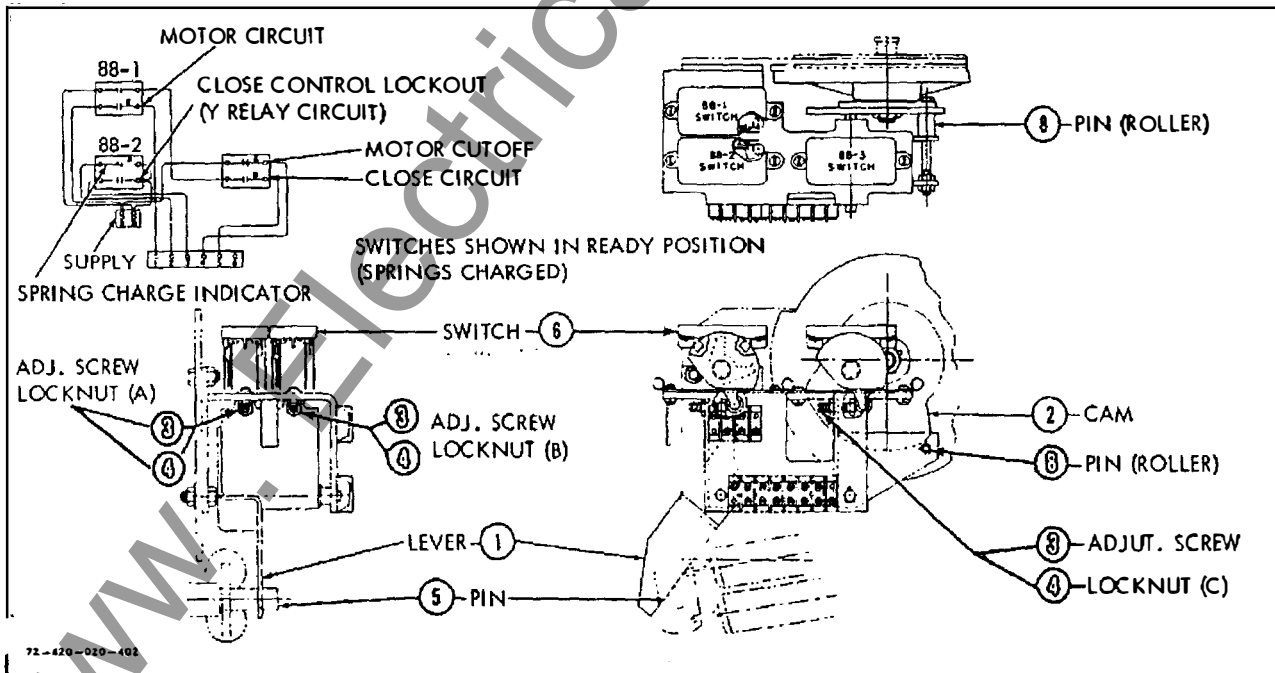 MOTOR CIRCUIT
88-1
CLOSE CONTROL LOCKOUT
(Y RELAY CIRCUIT)
88-2
MOTOR CUTOFF
CLOSE CIRCUIT
SUPPLY
SPRING CHARGE INDICATOR
SWITCHES SHOWN IN READY POSITION
(SPRINGS CHARGED)
88-1
SWITCH
88-2
SWITCH
88-3
SWITCH
8 PIN (ROLLER)
SWITCH 6
ADJ. SCREW
LOCKNUT (A)
3
4
3 ADJ. SCREW
4 LOCKNUT (B)
2 CAM
8 PIN (ROLLER)
LEVER 1
3 ADJUT. SCREW
4 LOCKNUT (C)
5 PIN
72-420-020-402
www.Electrica